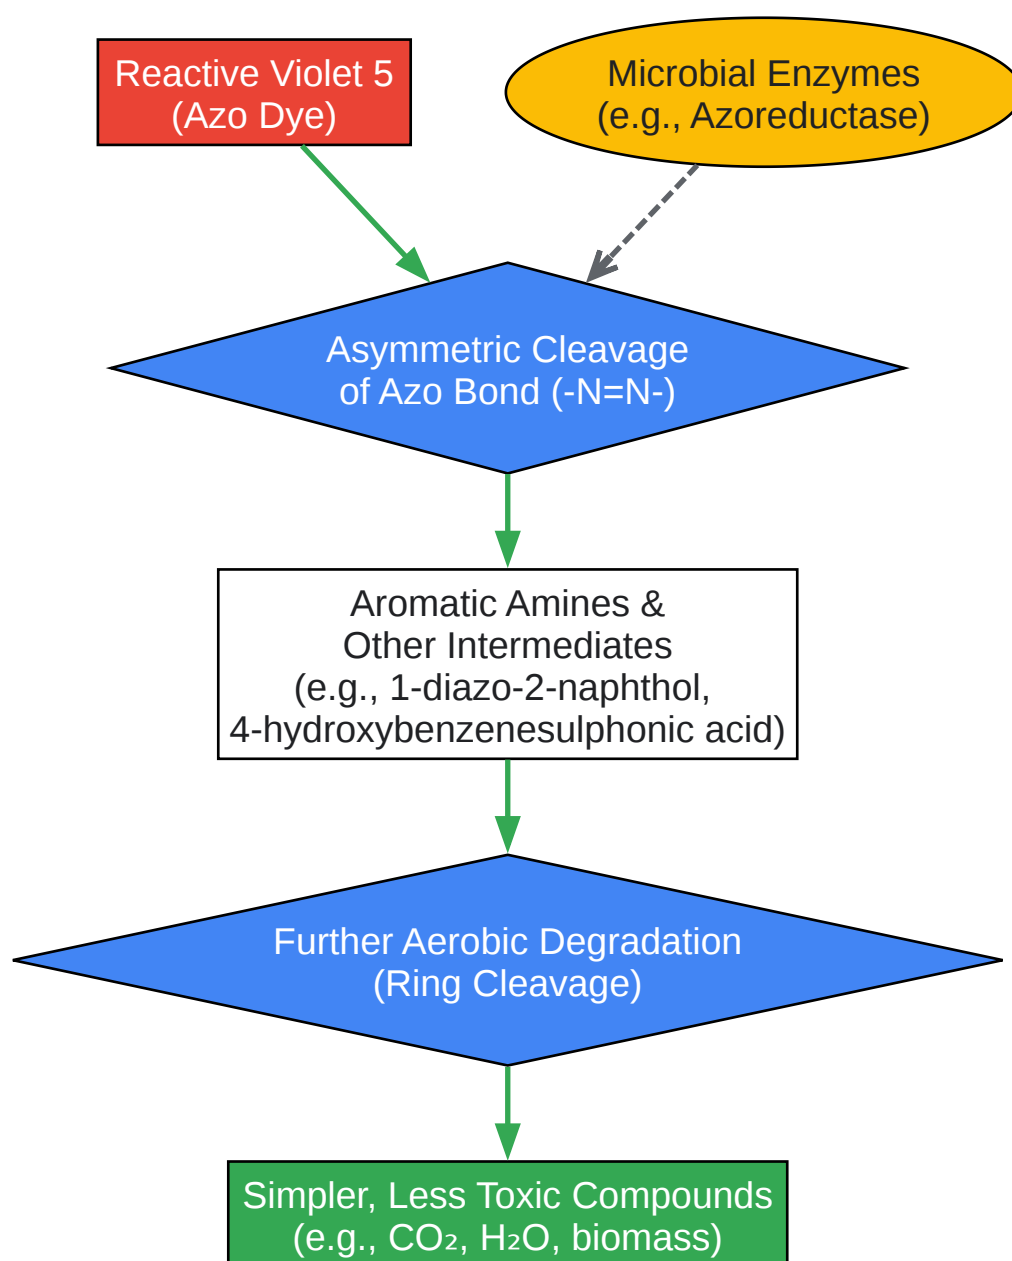 Reactive Violet 5
(Azo Dye)
Microbial Enzymes
(e.g., Azoreductase)
Asymmetric Cleavage
of Azo Bond (-N=N-)
Aromatic Amines &
Other Intermediates
(e.g., 1-diazo-2-naphthol,
4-hydroxybenzenesulphonic acid)
Further Aerobic Degradation
(Ring Cleavage)
Simpler, Less Toxic Compounds
(e.g., CO₂, H₂O, biomass)